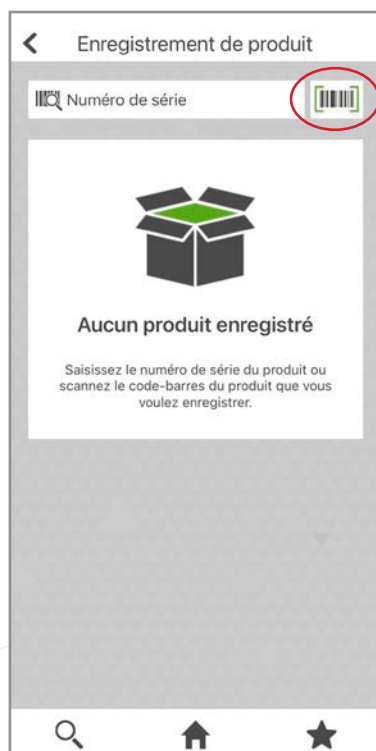 Enregistrement de produit
Numéro de série
Aucun produit enregistré
Saisissez le numéro de série du produit ou
scannez le code-barres du produit que vous
voulez enregistrer.